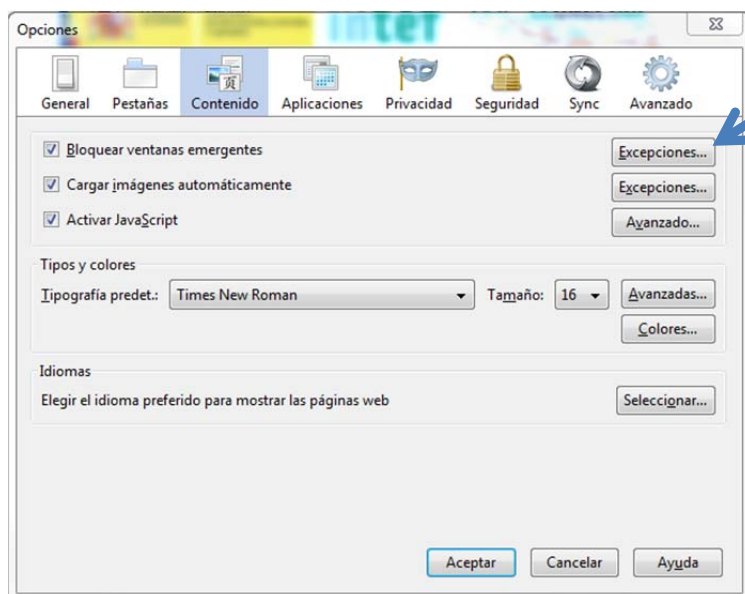 Opciones
inter
General Pestañas Contenido Aplicaciones Privacidad Seguridad Sync Avanzado
Bloquear ventanas emergentes Excepciones...
Cargar imágenes automáticamente Excepciones...
Activar JavaScript Avanzado...
Tipos y colores
Tipografía predet.: Times New Roman Tamaño: 16 Avanzadas...
Colores...
Idiomas
Elegir el idioma preferido para mostrar las páginas web Seleccionar...
Aceptar Cancelar Ayuda